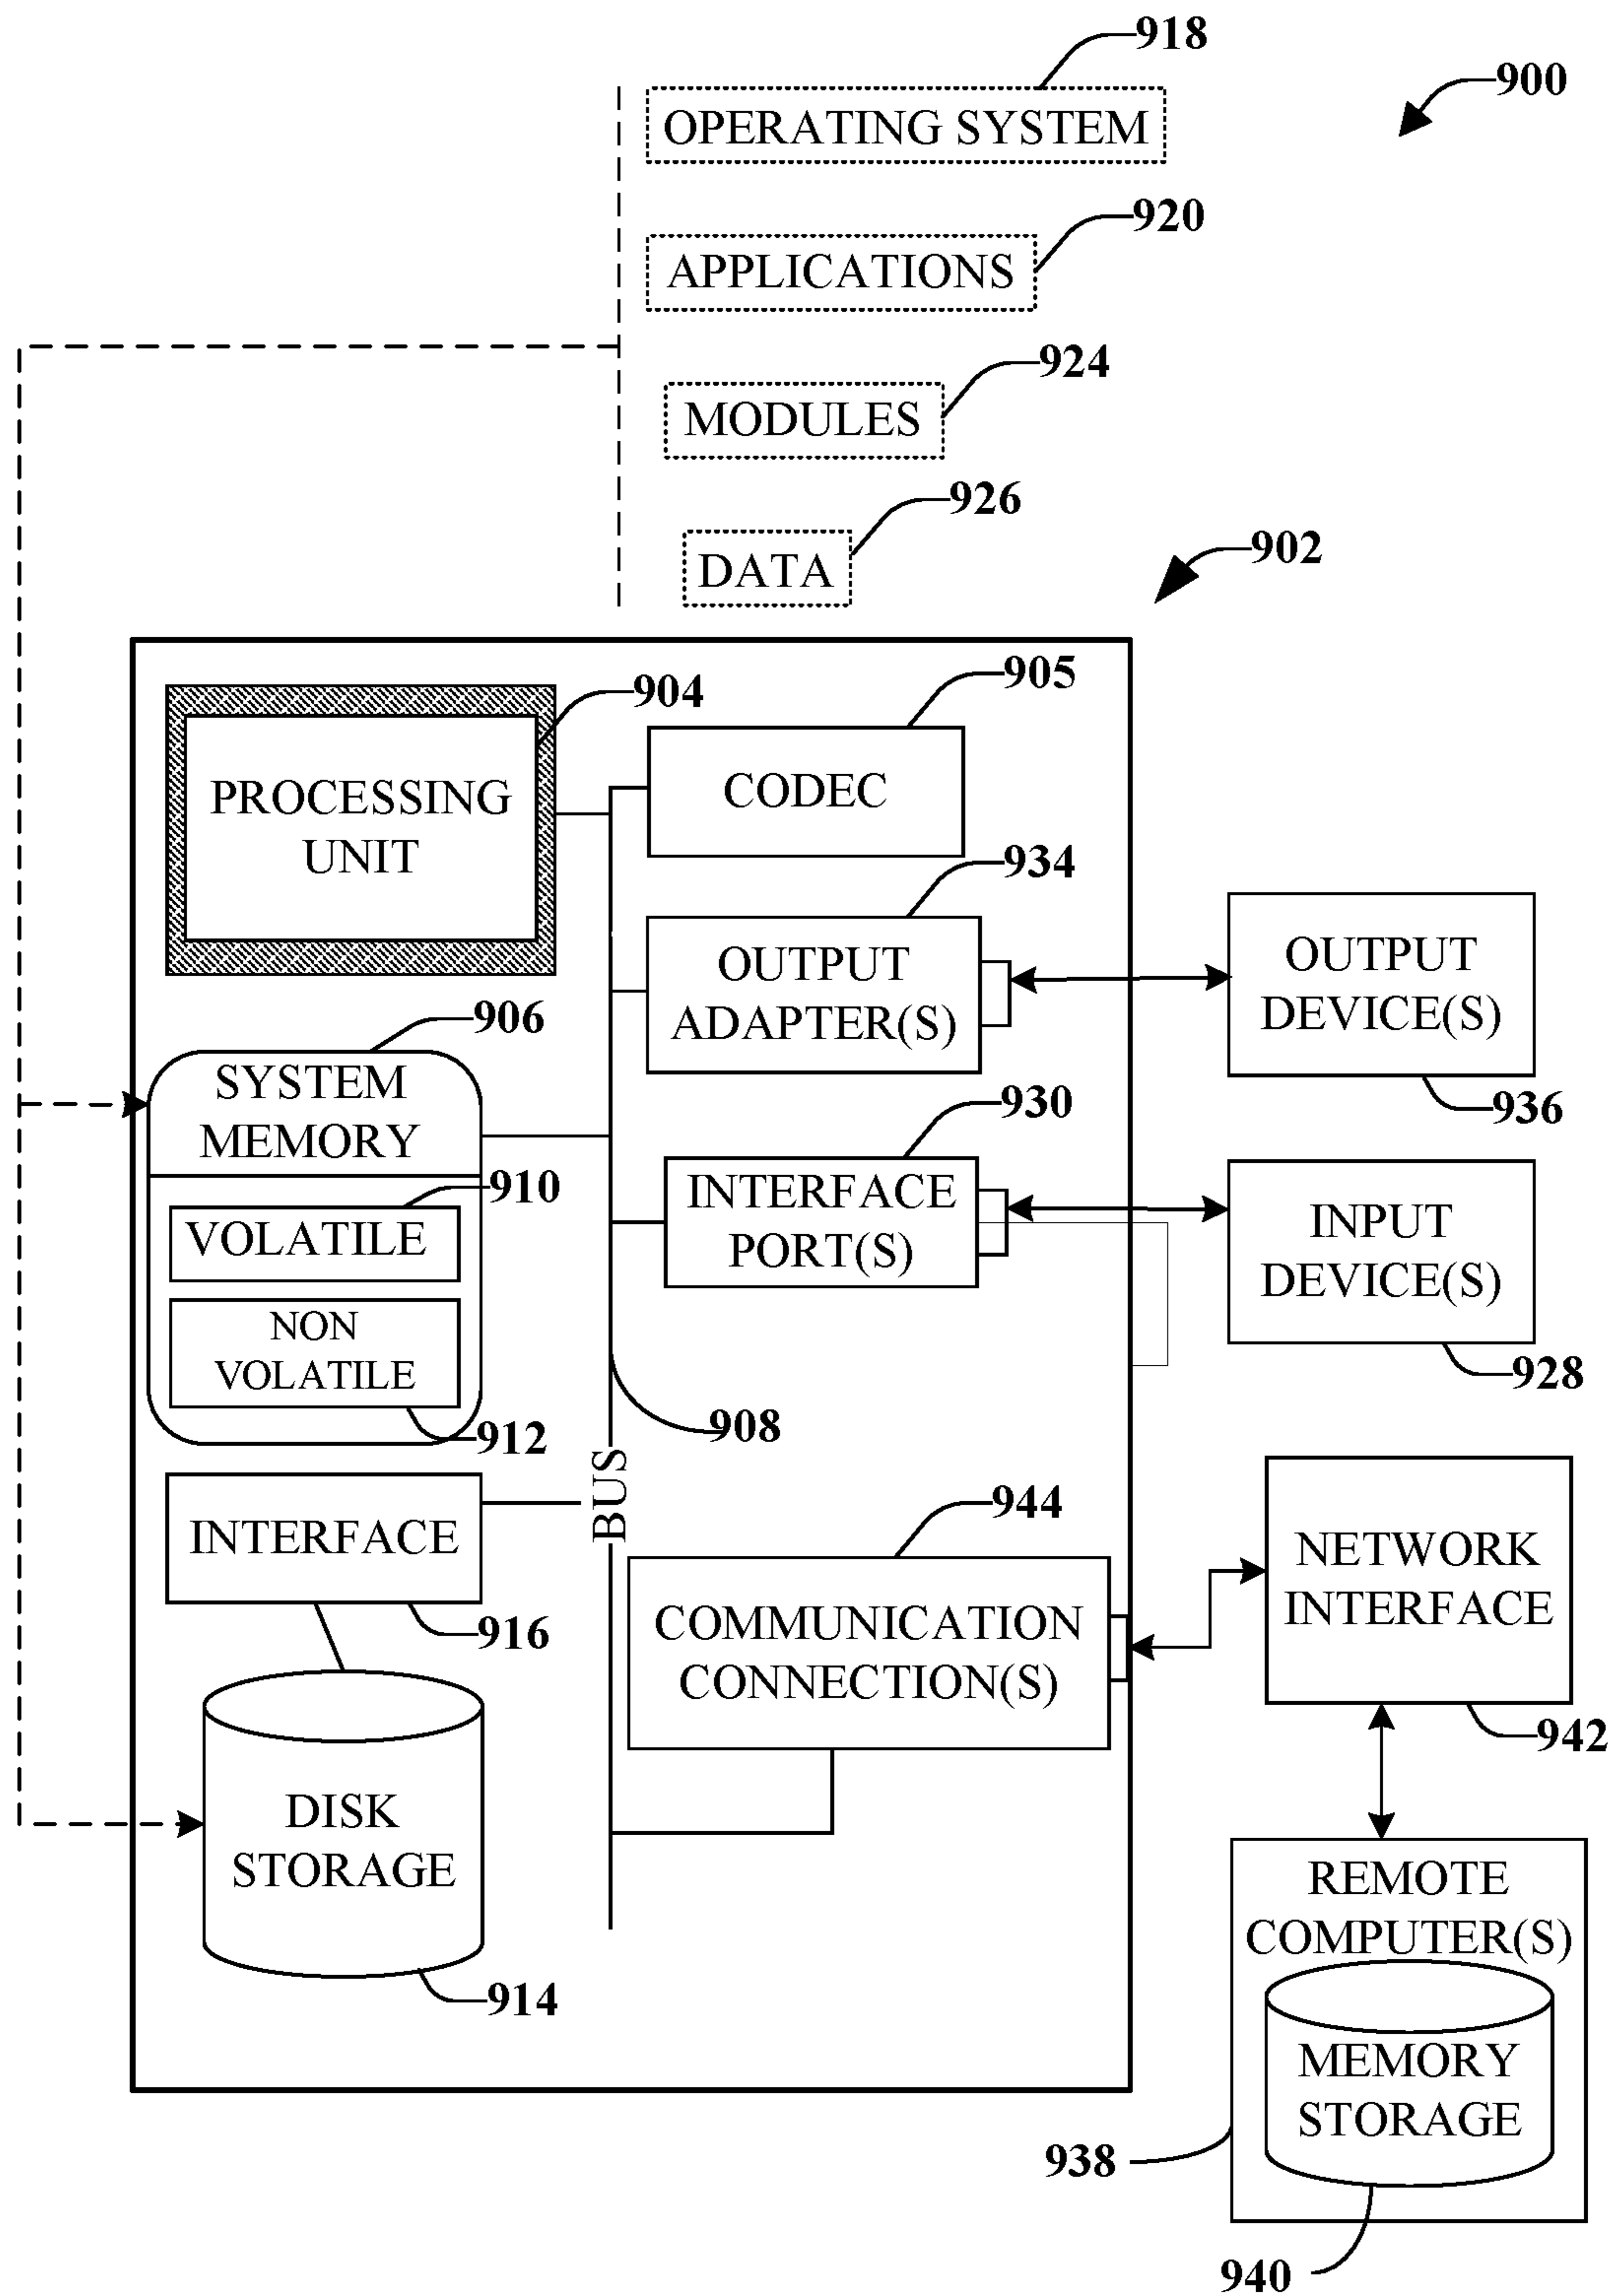 918
900
OPERATING SYSTEM
920
APPLICATIONS
924
MODULES
926
DATA
902
904
PROCESSING
UNIT
905
CODEC
934
OUTPUT
ADAPTER(S)
OUTPUT
DEVICE(S)
936
906
SYSTEM
MEMORY
910
VOLATILE
NON
VOLATILE
912
930
INTERFACE
PORT(S)
INPUT
DEVICE(S)
928
908
BUS
INTERFACE
916
944
COMMUNICATION
CONNECTION(S)
NETWORK
INTERFACE
942
DISK
STORAGE
914
REMOTE
COMPUTER(S)
MEMORY
STORAGE
938
940